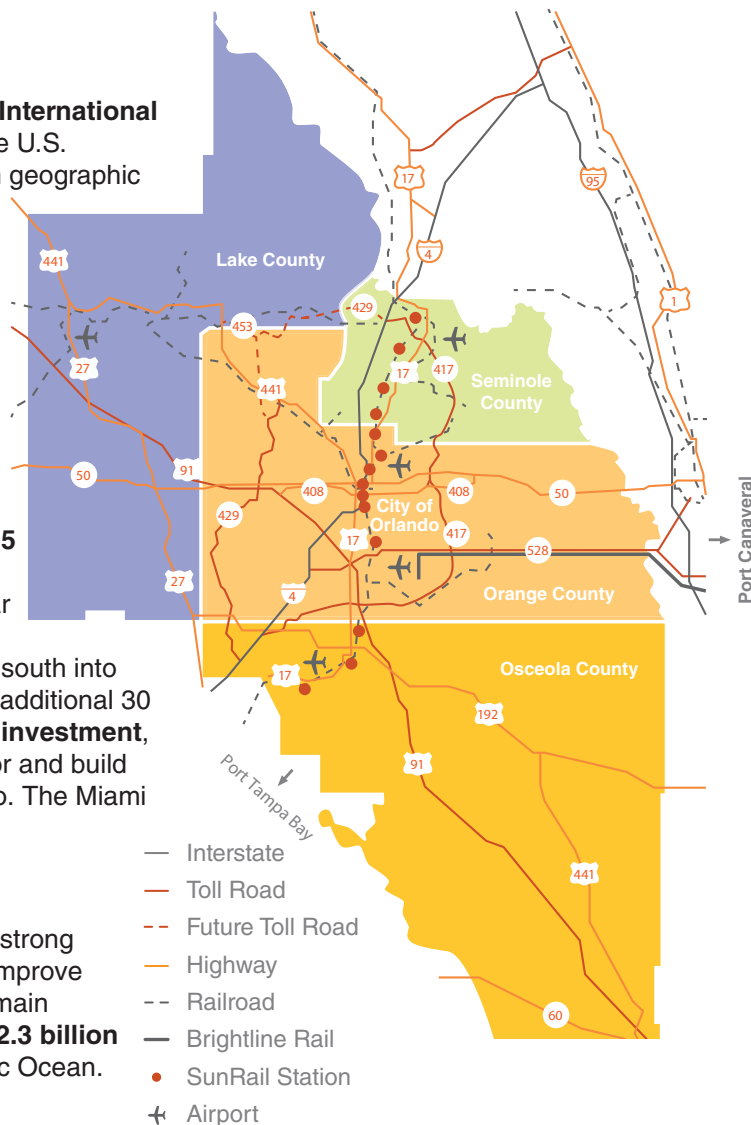 International
e U.S.
geographic
5
ar
south into
additional 30
investment,
or and build
o. The Miami
strong
mprove
main
2.3 billion
c Ocean.
17
95
4
441
Lake County
1
429
453
27
17
417
Seminole
County
441
91
50
408
408
50
City of
Orlando
429
17
417
528
Port Canaveral
27
4
Orange County
Osceola County
17
192
91
Port Tampa Bay
441
60
Interstate
Toll Road
Future Toll Road
Highway
Railroad
Brightline Rail
SunRail Station
Airport